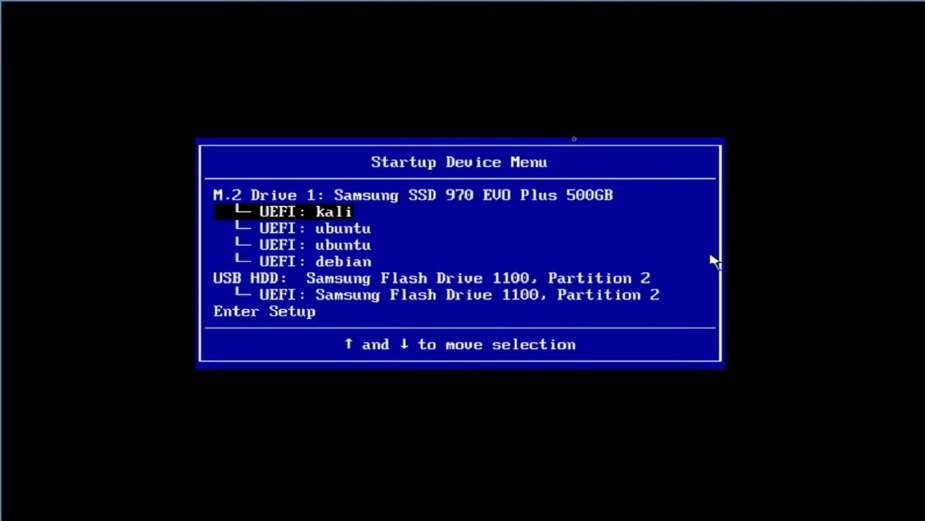 Startup Device Menu
M.2 Drive 1: Samsung SSD 970 EVO Plus 500GB
└─ UEFI: kali
└─ UEFI: ubuntu
└─ UEFI: ubuntu
└─ UEFI: debian
USB HDD:  Samsung Flash Drive 1100, Partition 2
└─ UEFI: Samsung Flash Drive 1100, Partition 2
Enter Setup
↑ and ↓ to move selection